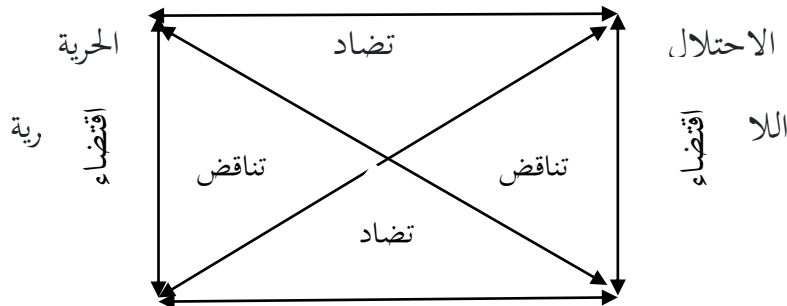 الاحتلال تضاد الحرية
اللا اقتضاء تناقض تناقض اقتضاء رية
تضاد